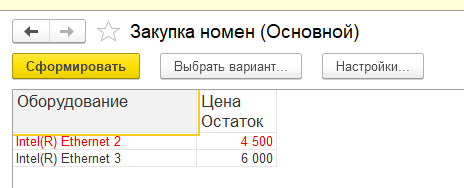 Закупка номен (Основной)
Сформировать Выбрать вариант... Настройки...
Оборудование Цена
Остаток
Intel(R) Ethernet 2 4 500
Intel(R) Ethernet 3 6 000